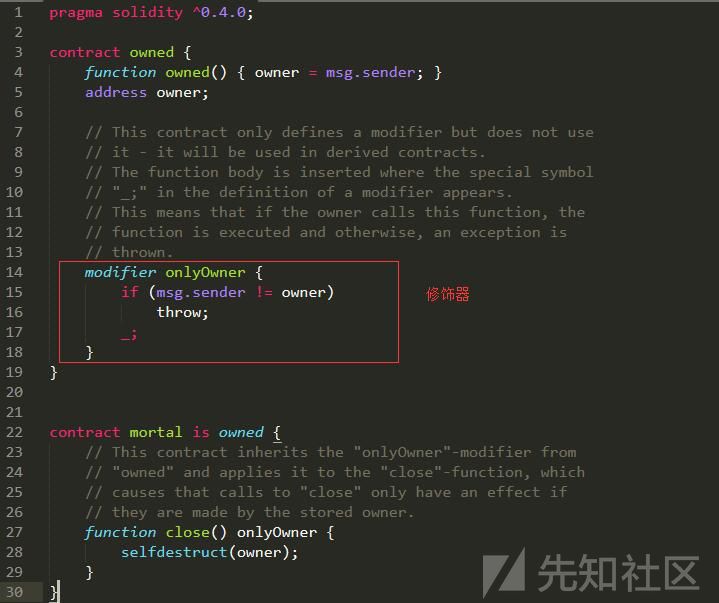 1 pragma solidity ^0.4.0;
2
3 contract owned {
4     function owned() { owner = msg.sender; }
5     address owner;
6
7     // This contract only defines a modifier but does not use
8     // it - it will be used in derived contracts.
9     // The function body is inserted where the special symbol
10     // "_;" in the definition of a modifier appears.
11     // This means that if the owner calls this function, the
12     // function is executed and otherwise, an exception is
13     // thrown.
14     modifier onlyOwner {
15         if (msg.sender != owner) 修饰器
16             throw;
17         _;
18     }
19 }
20
21
22 contract mortal is owned {
23     // This contract inherits the "onlyOwner"-modifier from
24     // "owned" and applies it to the "close"-function, which
25     // causes that calls to "close" only have an effect if
26     // they are made by the stored owner.
27     function close() onlyOwner {
28         selfdestruct(owner);
29     }
30 }
先知社区